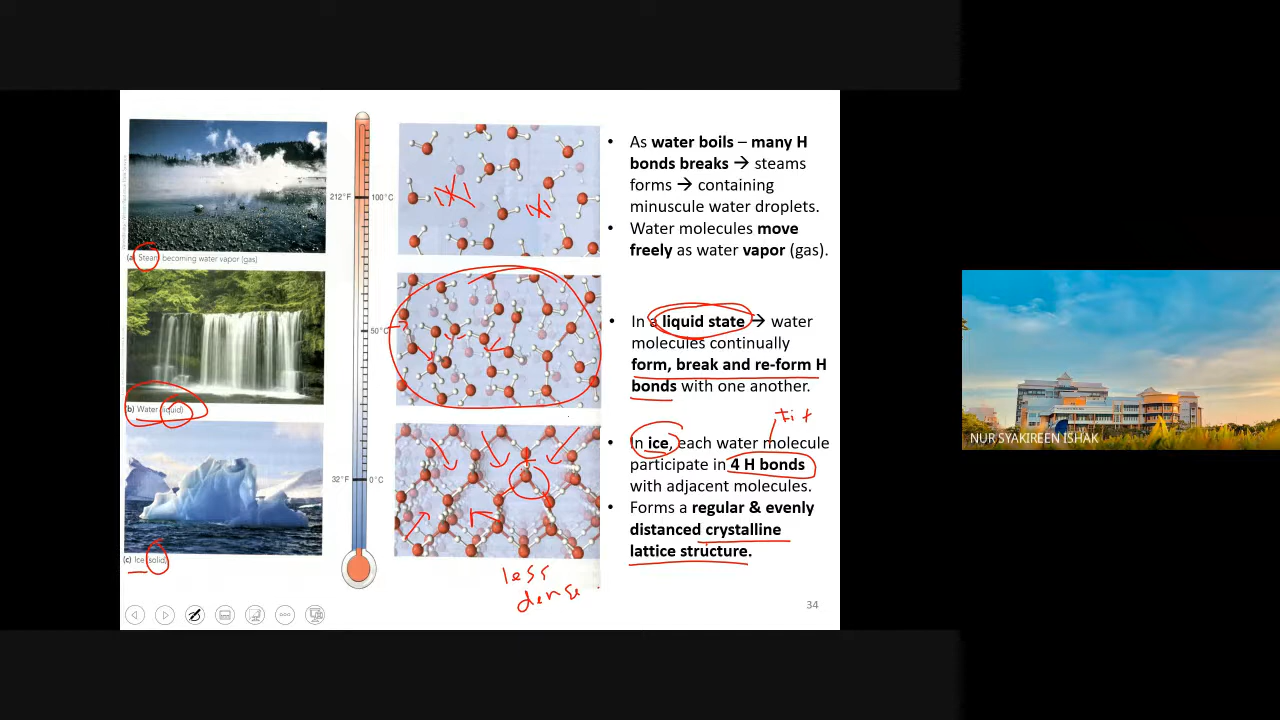 212°F
100°C
50°C
32°F
0°C
(a) Steam becoming water vapor (gas)
(b) Water (liquid)
(c) Ice (solid)
• As water boils – many H
bonds breaks → steams
forms → containing
minuscule water droplets.
• Water molecules move
freely as water vapor (gas).
• In a liquid state → water
molecules continually
form, break and re-form H
bonds with one another.
• In ice, each water molecule
participate in 4 H bonds
with adjacent molecules.
• Forms a regular & evenly
distanced crystalline
lattice structure.
less
dense
34
NUR SYAKIREEN ISHAK